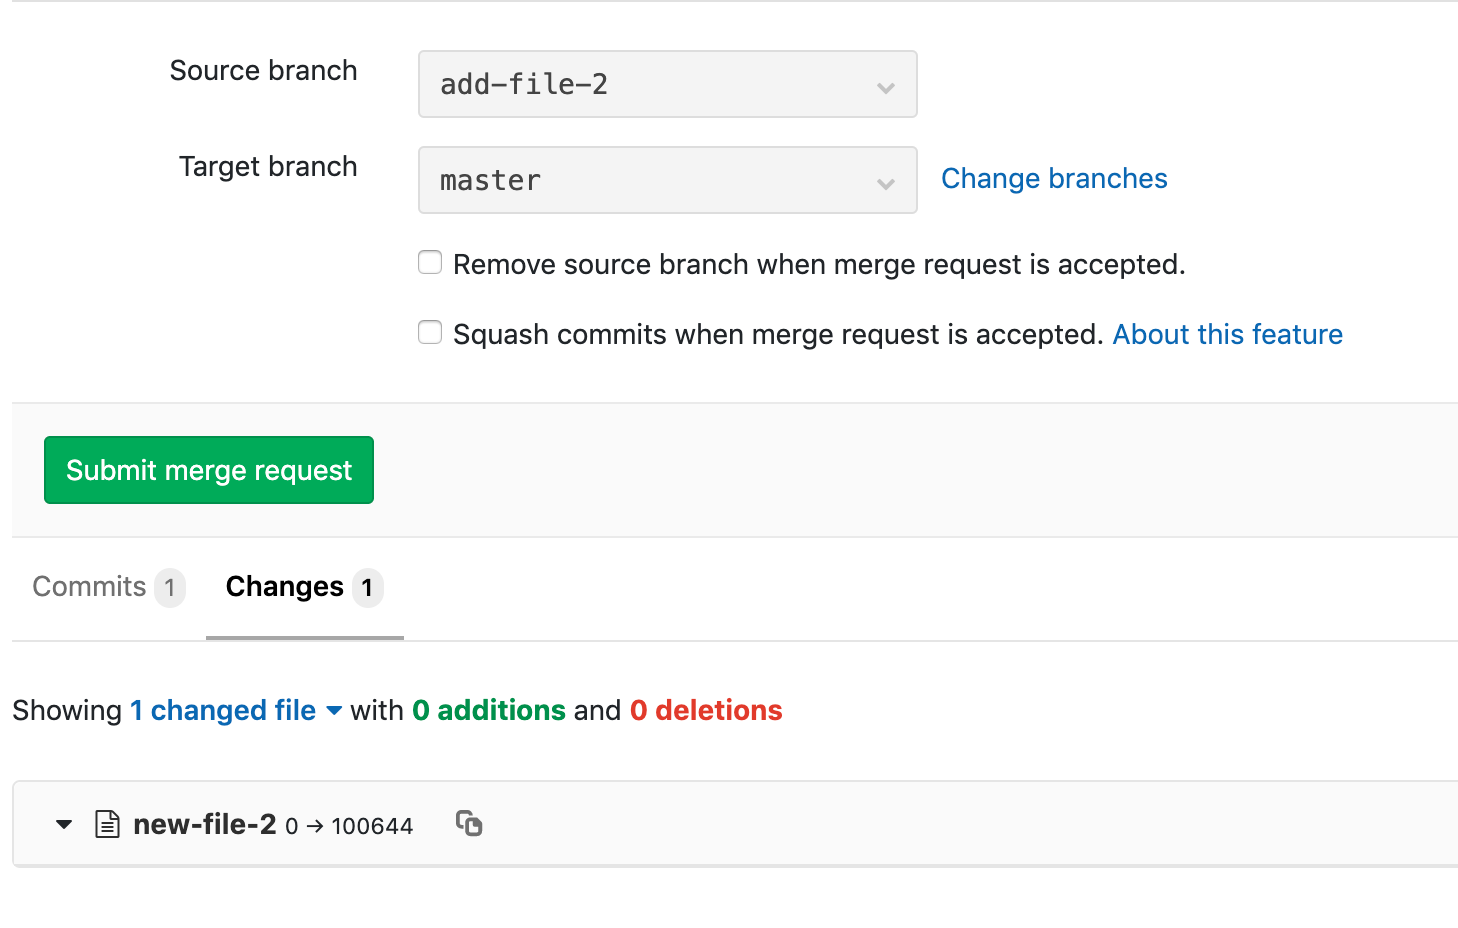 Source branch
add-file-2
Target branch
master
Change branches
Remove source branch when merge request is accepted.
Squash commits when merge request is accepted. About this feature
Submit merge request
Commits 1 Changes 1
Showing 1 changed file with 0 additions and 0 deletions
new-file-2 0 → 100644